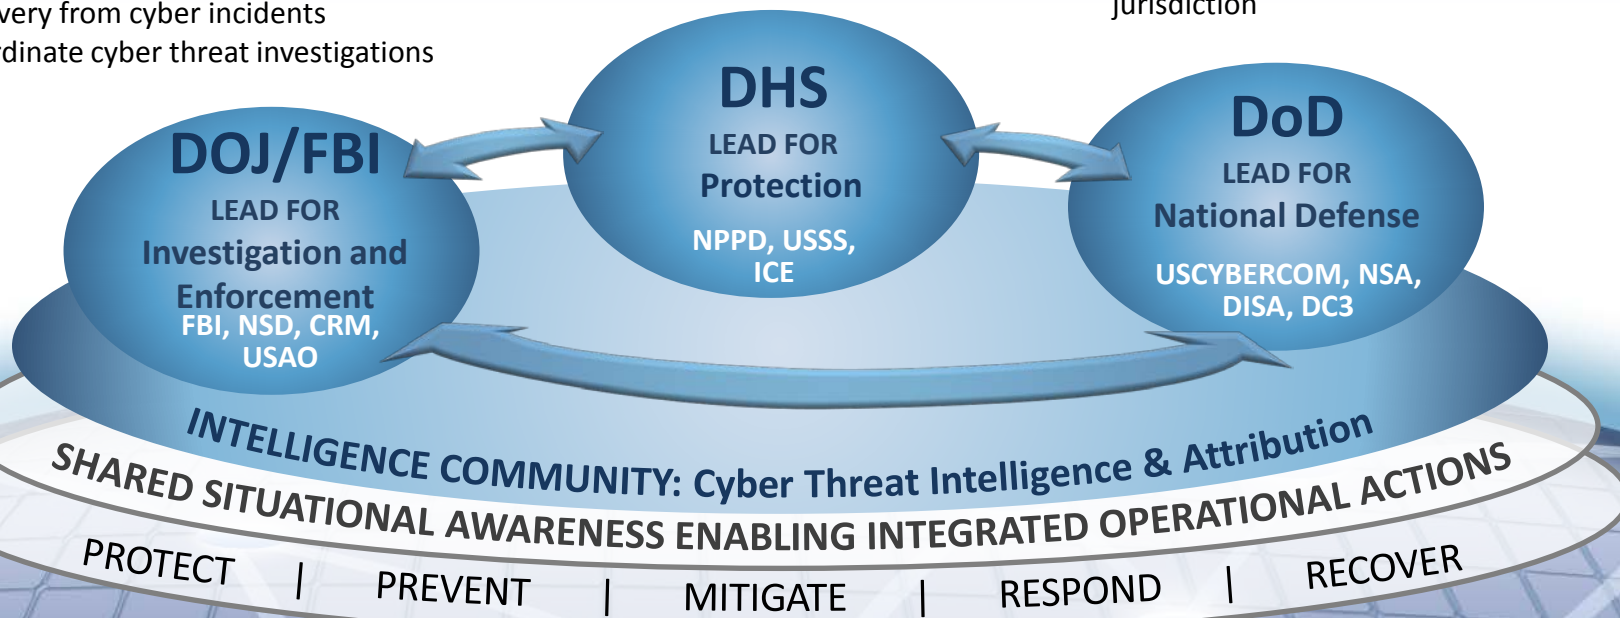 very from cyber incidents
rdinate cyber threat investigations
jurisdiction
DOJ/FBI
LEAD FOR
Investigation and
Enforcement
FBI, NSD, CRM,
USAO
DHS
LEAD FOR
Protection
NPPD, USSS,
ICE
DoD
LEAD FOR
National Defense
USCYBERCOM, NSA,
DISA, DC3
INTELLIGENCE COMMUNITY: Cyber Threat Intelligence & Attribution
SHARED SITUATIONAL AWARENESS ENABLING INTEGRATED OPERATIONAL ACTIONS
PROTECT | PREVENT | MITIGATE | RESPOND | RECOVER